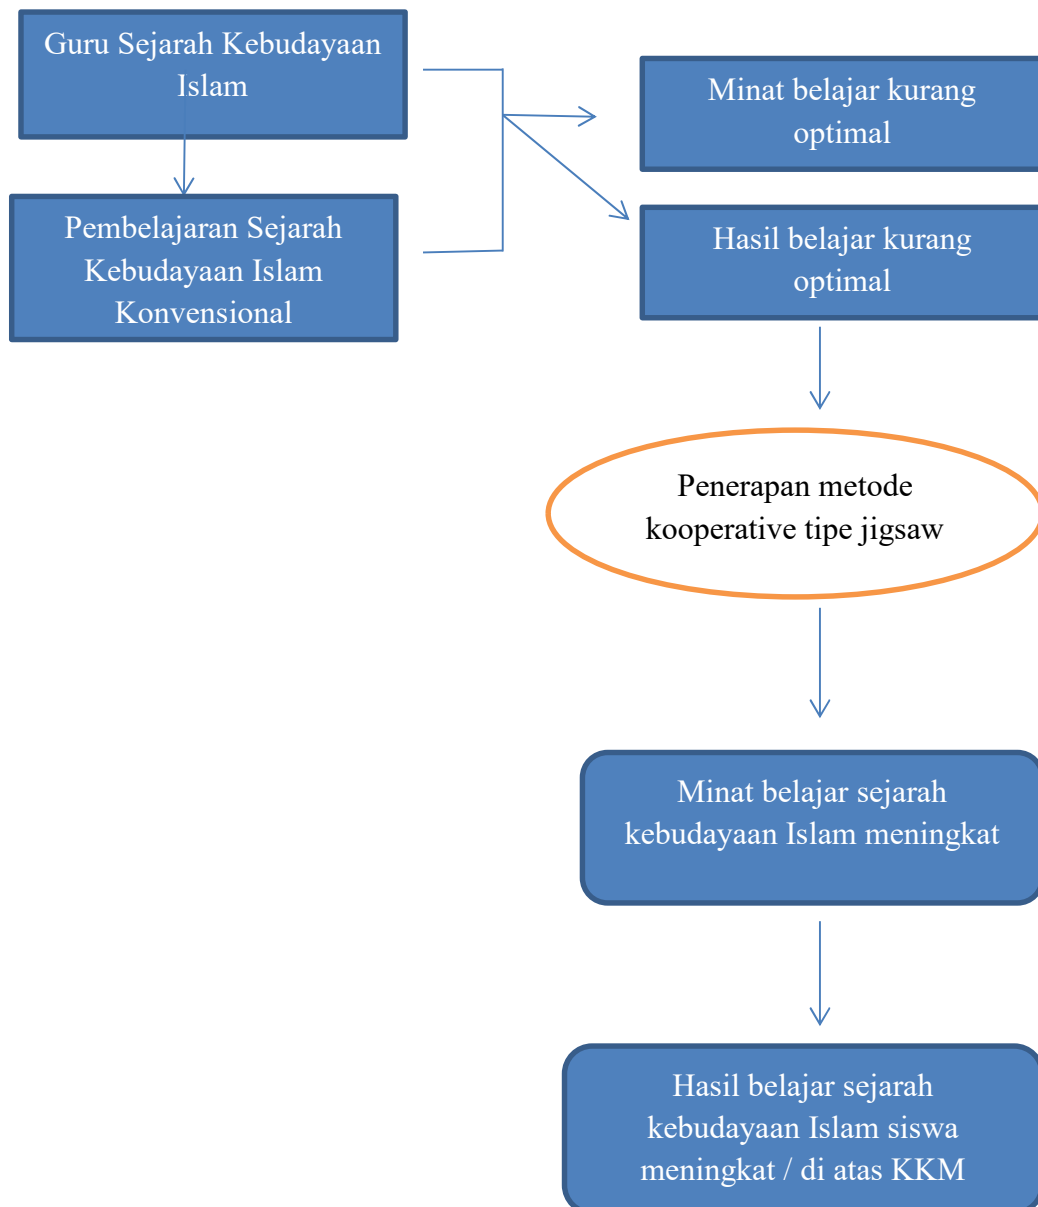 Guru Sejarah Kebudayaan
Islam
Pembelajaran Sejarah
Kebudayaan Islam
Konvensional
Minat belajar kurang
optimal
Hasil belajar kurang
optimal
Penerapan metode
kooperative tipe jigsaw
Minat belajar sejarah
kebudayaan Islam meningkat
Hasil belajar sejarah
kebudayaan Islam siswa
meningkat / di atas KKM